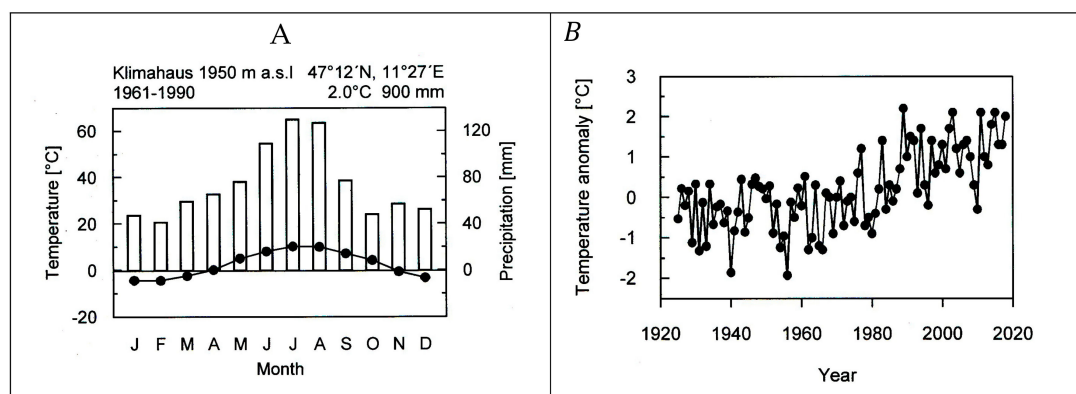 A
Klimahaus 1950 m a.s.l 47°12´N, 11°27´E
1961-1990 2.0°C 900 mm
Temperature [°C]
60
40
20
0
-20
Precipitation [mm]
120
80
40
0
J F M A M J J A S O N D
Month
B
Temperature anomaly [°C]
3
2
1
0
-1
-2
1920 1940 1960 1980 2000 2020
Year